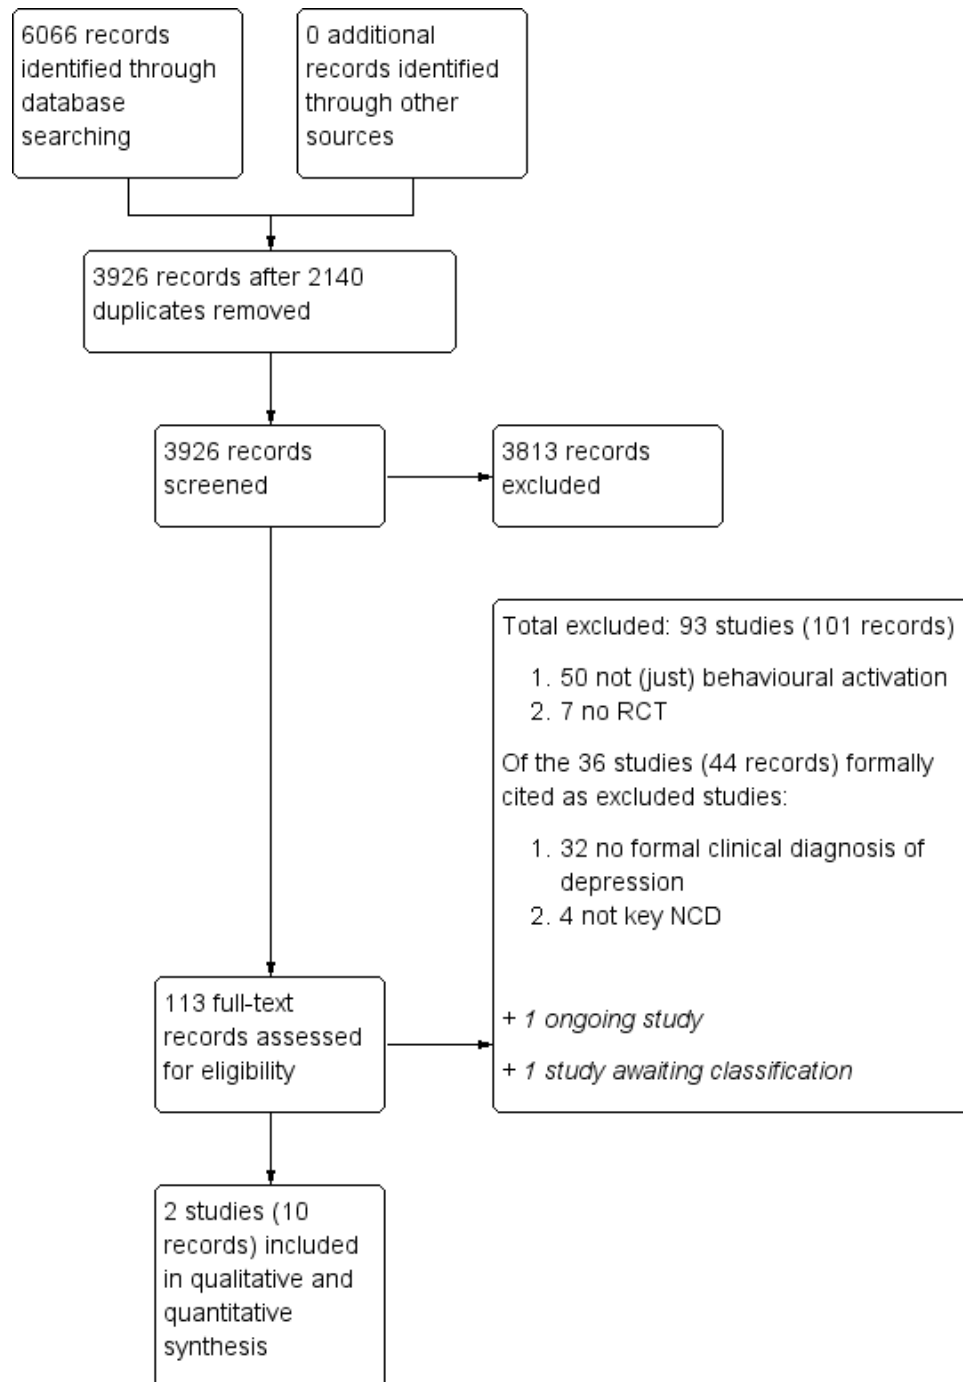 6066 records
identified through
database
searching
0 additional
records identified
through other
sources
3926 records after 2140
duplicates removed
3926 records
screened
3813 records
excluded
Total excluded: 93 studies (101 records)
1. 50 not (just) behavioural activation
2. 7 no RCT
Of the 36 studies (44 records) formally
cited as excluded studies:
1. 32 no formal clinical diagnosis of
depression
2. 4 not key NCD
+ 1 ongoing study
+ 1 study awaiting classification
113 full-text
records assessed
for eligibility
2 studies (10
records) included
in qualitative and
quantitative
synthesis